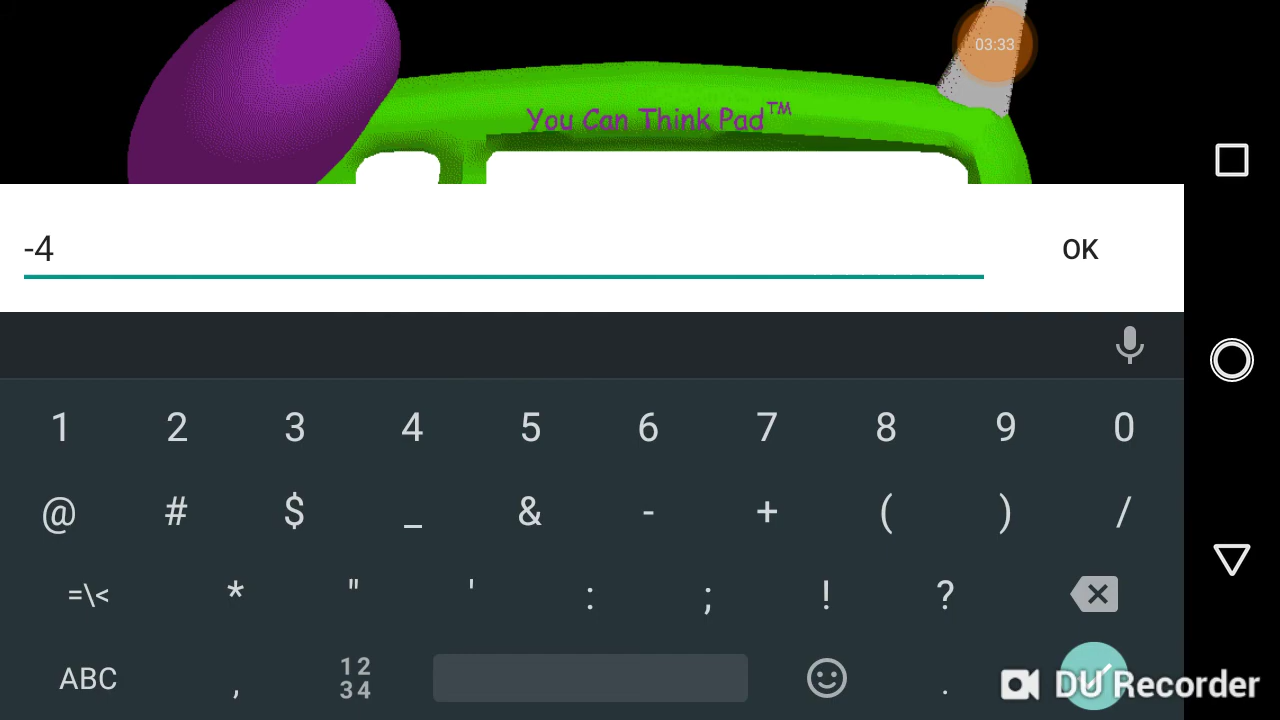 03:33
You Can Think Pad™
-4
OK
1 2 3 4 5 6 7 8 9 0
@ # $ _ & - + ( ) /
=\< * " ' : ; ! ?
ABC , 12 34 . DU Recorder